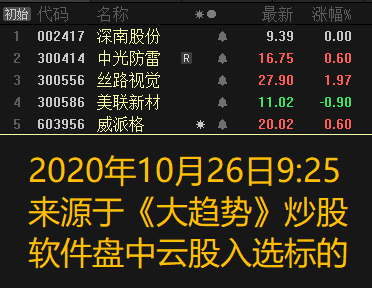 初始 代码 名称 最新 涨幅%
1 002417 深南股份 9.39 0.00
2 300414 中光防雷 R 16.75 0.60
3 300556 丝路视觉 27.90 1.97
4 300586 美联新材 11.02 -0.90
5 603956 威派格 20.02 0.60
2020年10月26日9:25
来源于《大趋势》炒股
软件盘中云股入选标的